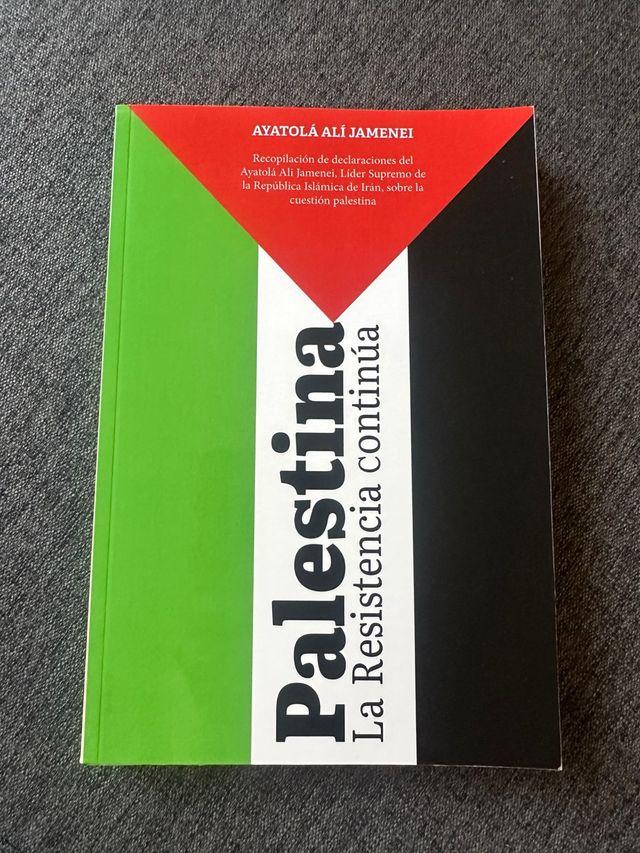 AYATOLÁ ALÍ JAMENEI
Recopilación de declaraciones del
Ayatolá Ali Jamenei, Líder Supremo de
la República Islámica de Irán, sobre la
cuestión palestina
Palestina
La Resistencia continúa